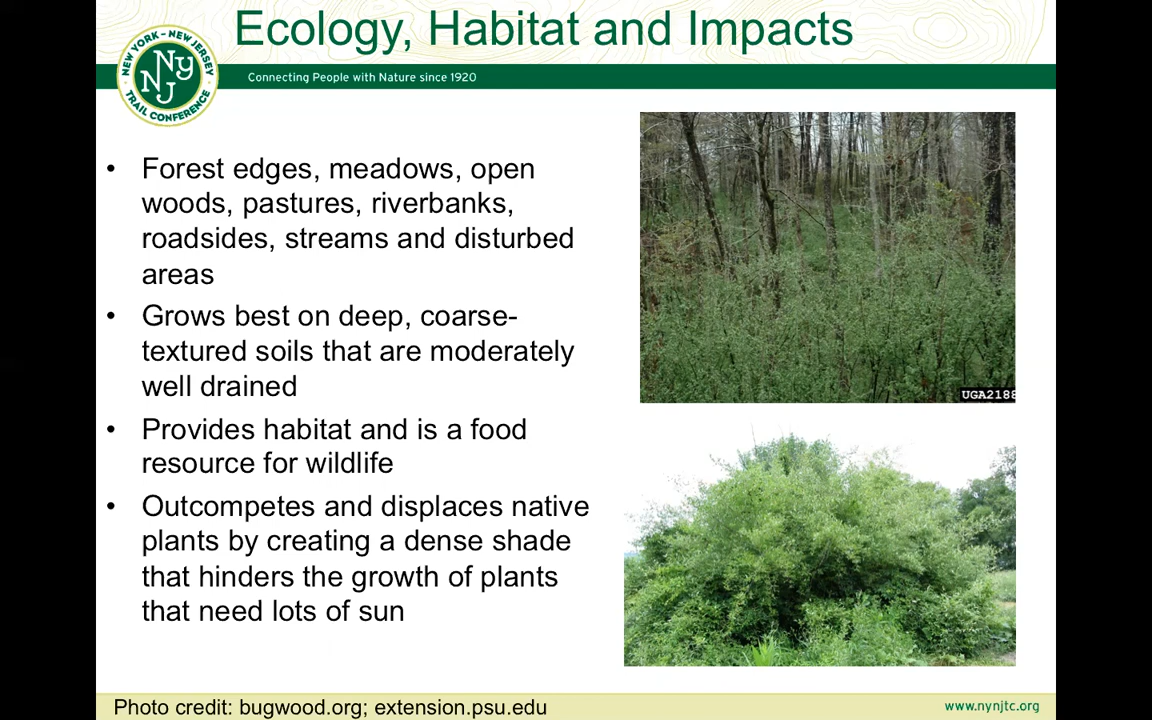 Ecology, Habitat and Impacts
NEW YORK - NEW JERSEY
NY
NJ
TRAIL CONFERENCE
Connecting People with Nature since 1920
• Forest edges, meadows, open
woods, pastures, riverbanks,
roadsides, streams and disturbed
areas
• Grows best on deep, coarse-
textured soils that are moderately
well drained
• Provides habitat and is a food
resource for wildlife
• Outcompetes and displaces native
plants by creating a dense shade
that hinders the growth of plants
that need lots of sun
UGA2188
Photo credit: bugwood.org; extension.psu.edu
www.nynjtc.org